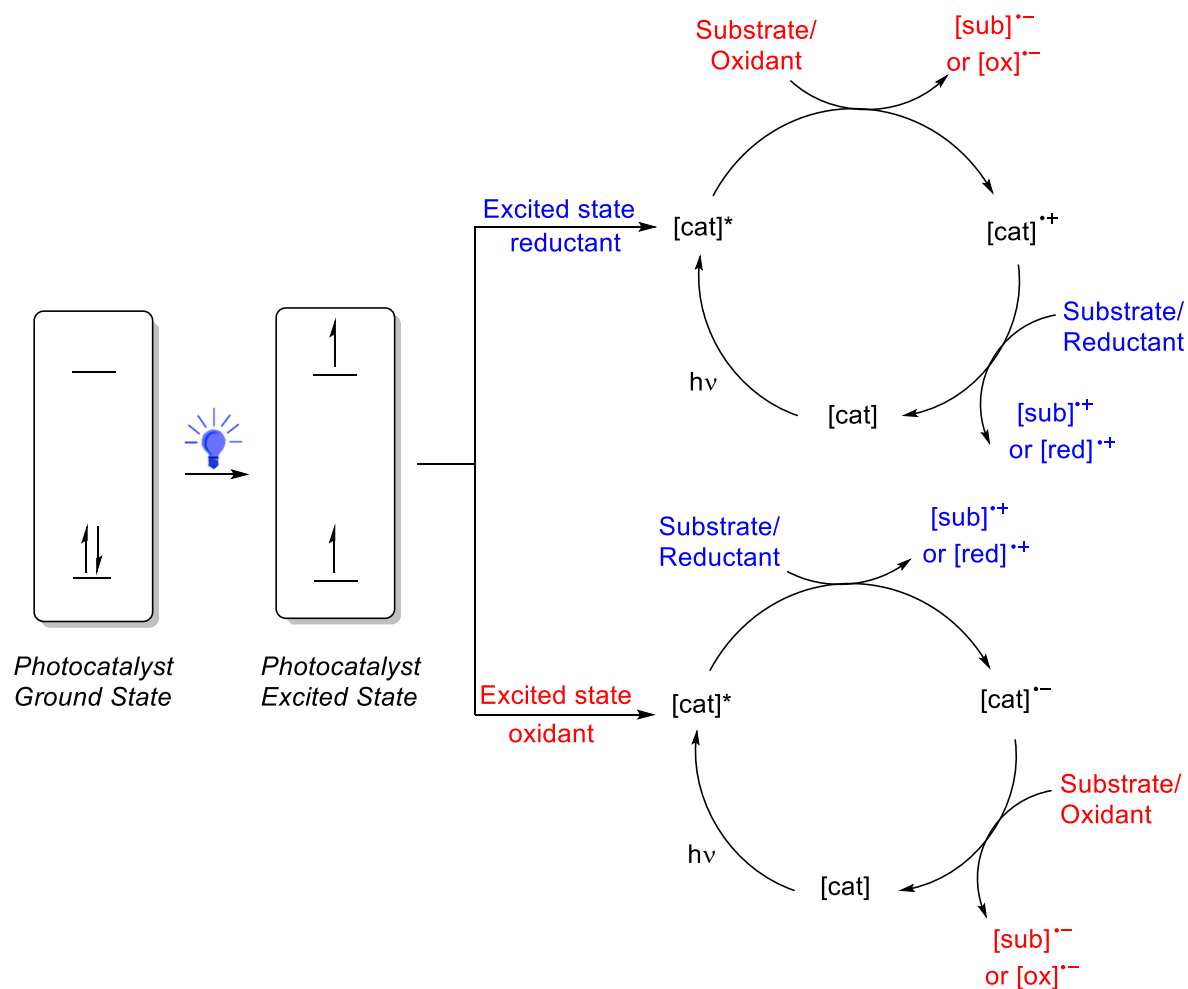 Photocatalyst
Ground State
Photocatalyst
Excited State
Excited state
reductant
Substrate/
Oxidant
[sub]•−
or [ox]•−
[cat]*
[cat]•+
Substrate/
Reductant
[sub]•+
or [red]•+
[cat]
hν
Excited state
oxidant
Substrate/
Reductant
[sub]•+
or [red]•+
[cat]*
[cat]•−
Substrate/
Oxidant
[sub]•−
or [ox]•−
[cat]
hν